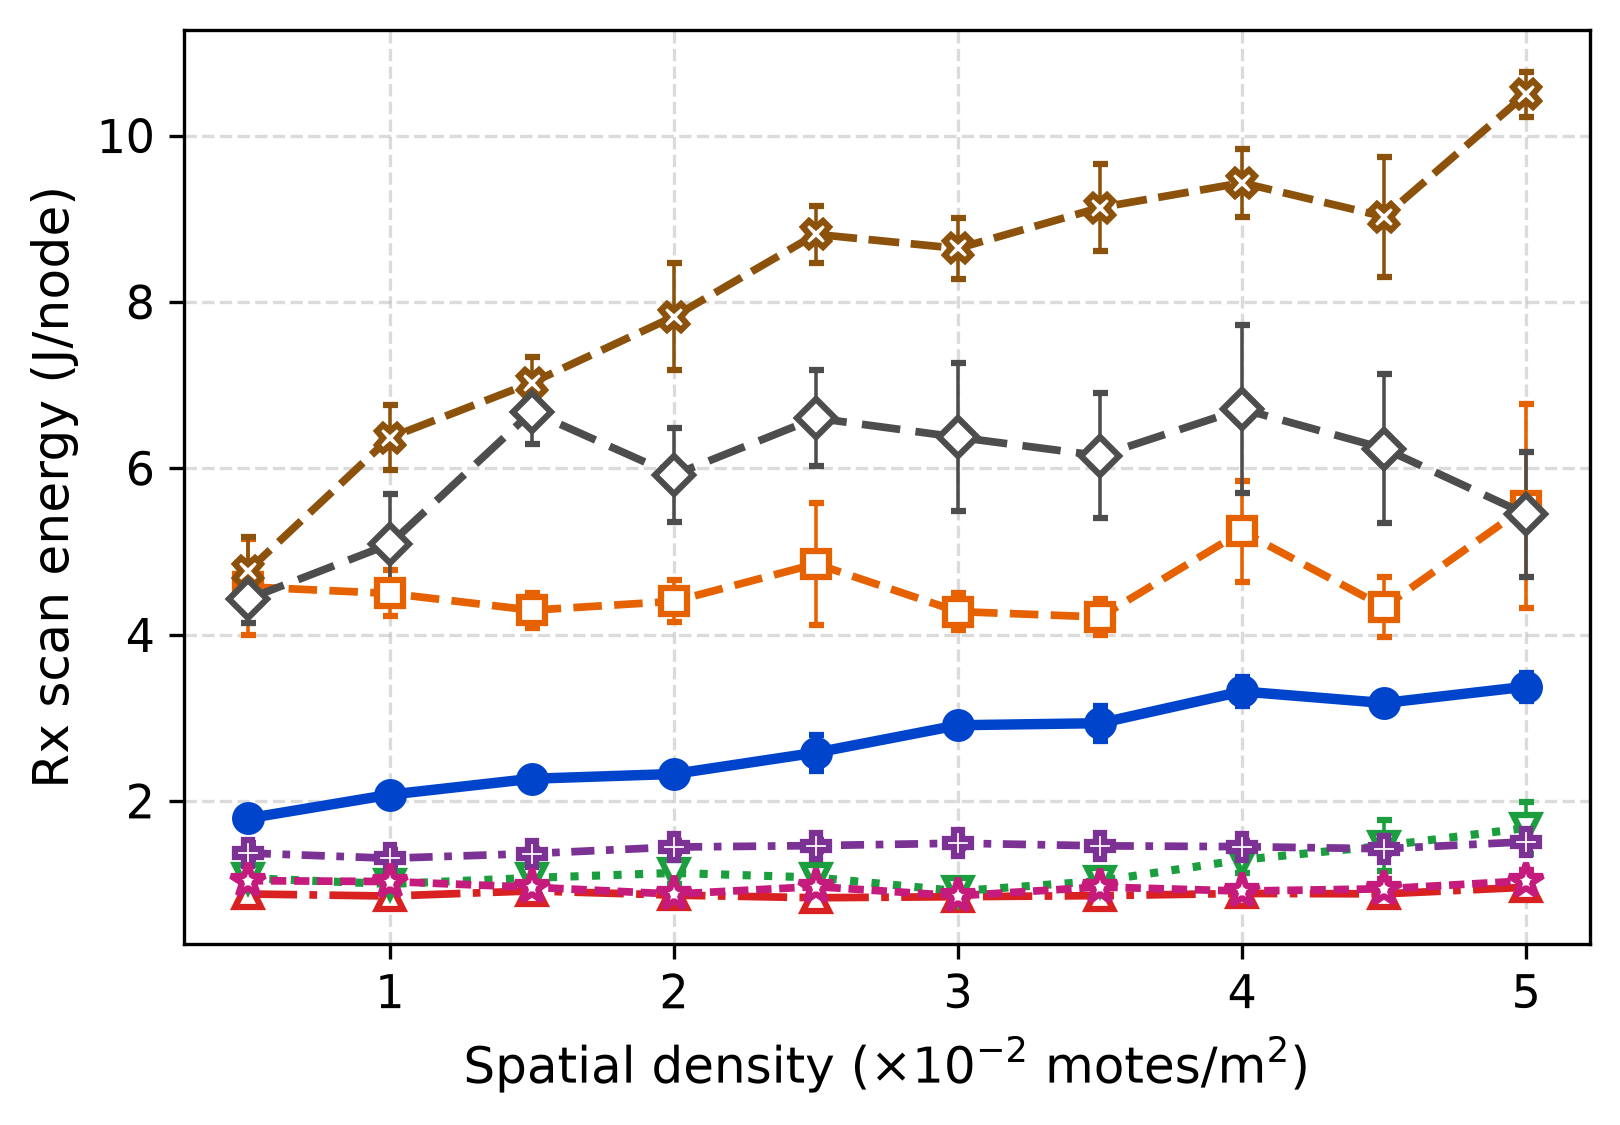 Rx scan energy (J/node)
10
8
6
4
2
1 2 3 4 5
Spatial density (×10⁻² motes/m²)